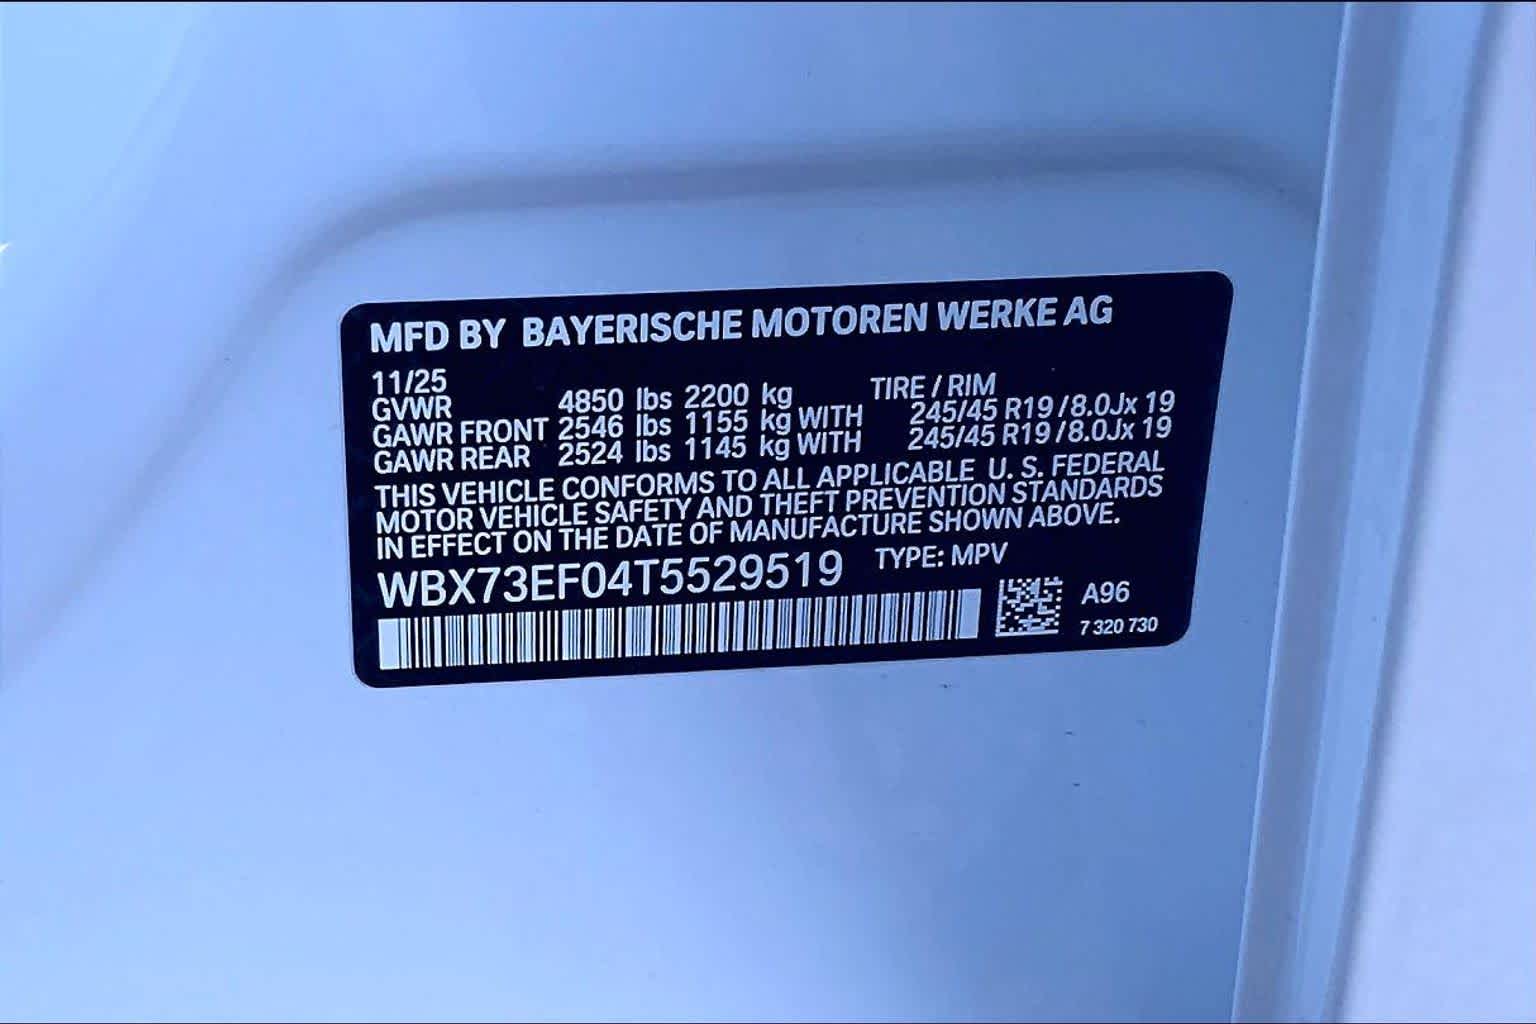 MFD BY BAYERISCHE MOTOREN WERKE AG
11/25
GVWR 4850 lbs 2200 kg TIRE / RIM
GAWR FRONT 2546 lbs 1155 kg WITH 245/45 R19 / 8.0Jx 19
GAWR REAR 2524 lbs 1145 kg WITH 245/45 R19 / 8.0Jx 19
THIS VEHICLE CONFORMS TO ALL APPLICABLE U. S. FEDERAL
MOTOR VEHICLE SAFETY AND THEFT PREVENTION STANDARDS
IN EFFECT ON THE DATE OF MANUFACTURE SHOWN ABOVE.
WBX73EF04T5529519 TYPE: MPV
A96
7 320 730